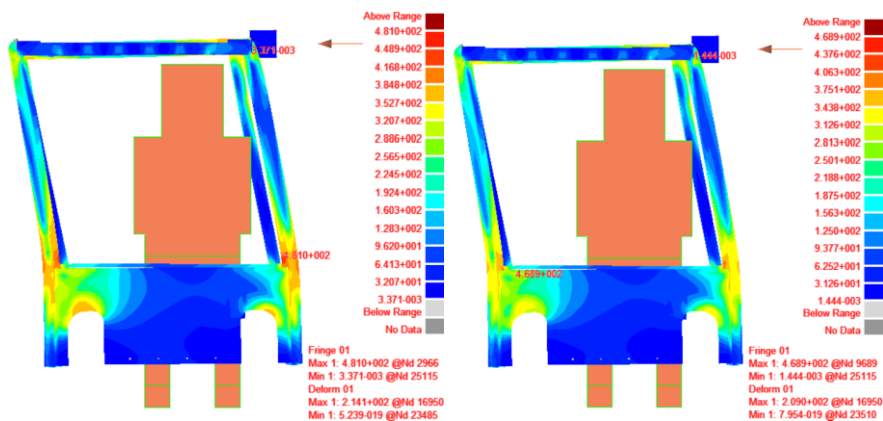 Above Range
4.810+002
4.489+002
4.168+002
3.848+002
3.527+002
3.207+002
2.886+002
2.565+002
2.245+002
1.924+002
1.603+002
1.283+002
9.620+001
6.413+001
3.207+001
3.371-003
Below Range
No Data
3.371-003
4.810+002
Fringe 01
Max 1: 4.810+002 @Nd 2966
Min 1: 3.371-003 @Nd 25115
Deform 01
Max 1: 2.141+002 @Nd 16950
Min 1: 5.239-019 @Nd 23485
Above Range
4.689+002
4.376+002
4.063+002
3.751+002
3.438+002
3.126+002
2.813+002
2.501+002
2.188+002
1.875+002
1.563+002
1.250+002
9.377+001
6.252+001
3.126+001
1.444-003
Below Range
No Data
1.444-003
4.689+002
Fringe 01
Max 1: 4.689+002 @Nd 9689
Min 1: 1.444-003 @Nd 25115
Deform 01
Max 1: 2.090+002 @Nd 16950
Min 1: 7.954-019 @Nd 23510